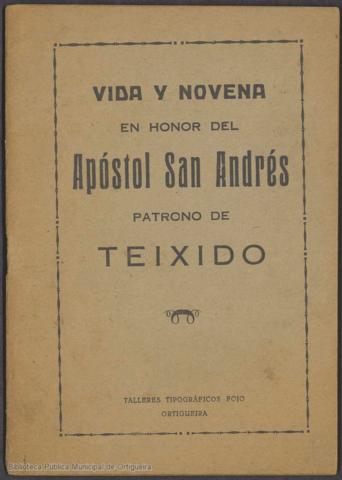 VIDA Y NOVENA
EN HONOR DEL
Apóstol San Andrés
PATRONO DE
TEIXIDO
TALLERES TIPOGRÁFICOS FOJO
ORTIGUEIRA
Biblioteca Pública Municipal de Ortigueira